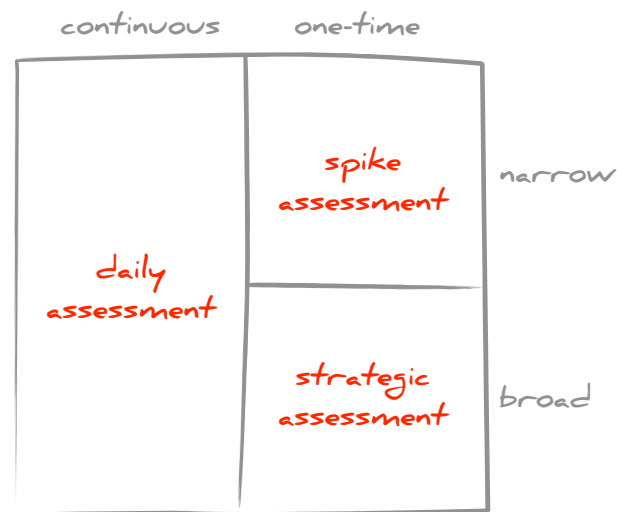 continuous one-time
spike
assessment
narrow
daily
assessment
strategic
assessment
broad